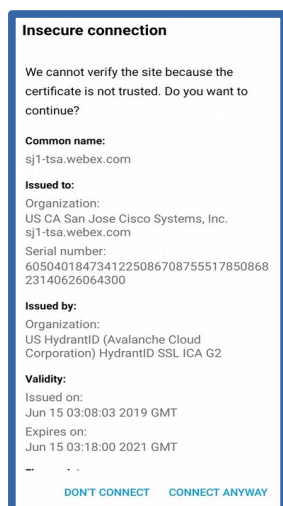 Insecure connection
We cannot verify the site because the
certificate is not trusted. Do you want to
continue?
Common name:
sj1-tsa.webex.com
Issued to:
Organization:
US CA San Jose Cisco Systems, Inc.
sj1-tsa.webex.com
Serial number:
60504018473412250867087555178508​68
23140626064300
Issued by:
Organization:
US HydrantID (Avalanche Cloud
Corporation) HydrantID SSL ICA G2
Validity:
Issued on:
Jun 15 03:08:03 2019 GMT
Expires on:
Jun 15 03:18:00 2021 GMT
DON'T CONNECT CONNECT ANYWAY